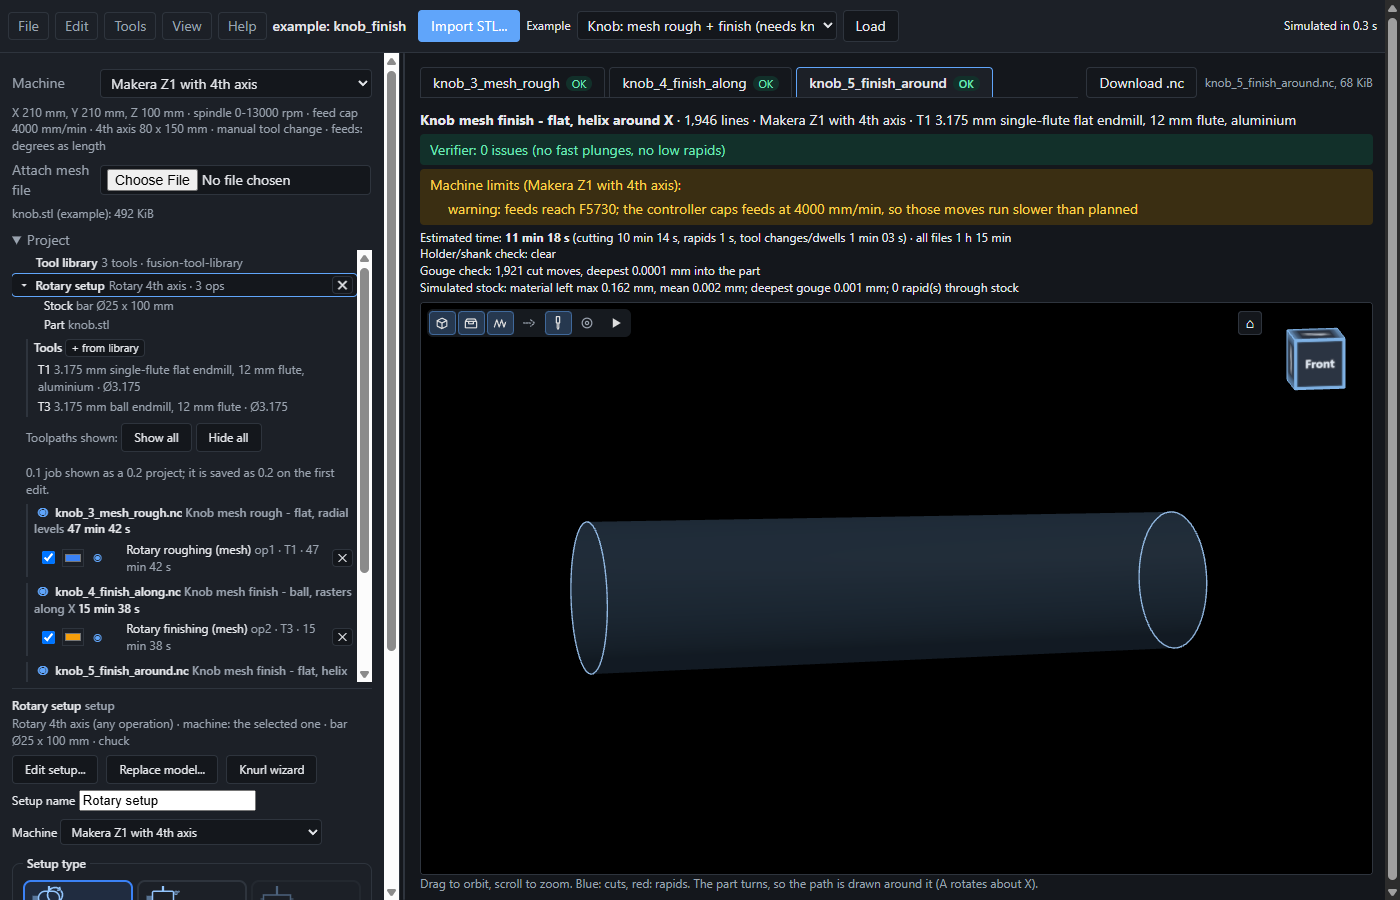 File Edit Tools View Help example: knob_finish Import STL... Example Knob: mesh rough + finish (needs kn Load Simulated in 0.3 s
Machine Makera Z1 with 4th axis
X 210 mm, Y 210 mm, Z 100 mm · spindle 0-13000 rpm · feed cap
4000 mm/min · 4th axis 80 x 150 mm · manual tool change · feeds:
degrees as length
Attach mesh
file Choose File No file chosen
knob.stl (example): 492 KiB
Project
Tool library 3 tools · fusion-tool-library
Rotary setup Rotary 4th axis · 3 ops
Stock bar Ø25 x 100 mm
Part knob.stl
Tools + from library
T1 3.175 mm single-flute flat endmill, 12 mm flute,
aluminium · Ø3.175
T3 3.175 mm ball endmill, 12 mm flute · Ø3.175
Toolpaths shown: Show all Hide all
0.1 job shown as a 0.2 project; it is saved as 0.2 on the first
edit.
knob_3_mesh_rough.nc Knob mesh rough - flat, radial
levels 47 min 42 s
Rotary roughing (mesh) op1 · T1 · 47
min 42 s
knob_4_finish_along.nc Knob mesh finish - ball, rasters
along X 15 min 38 s
Rotary finishing (mesh) op2 · T3 · 15
min 38 s
knob_5_finish_around.nc Knob mesh finish - flat, helix
Rotary setup setup
Rotary 4th axis (any operation) · machine: the selected one · bar
Ø25 x 100 mm · chuck
Edit setup... Replace model... Knurl wizard
Setup name Rotary setup
Machine Makera Z1 with 4th axis
Setup type
knob_3_mesh_rough OK knob_4_finish_along OK knob_5_finish_around OK Download .nc knob_5_finish_around.nc, 68 KiB
Knob mesh finish - flat, helix around X · 1,946 lines · Makera Z1 with 4th axis · T1 3.175 mm single-flute flat endmill, 12 mm flute, aluminium
Verifier: 0 issues (no fast plunges, no low rapids)
Machine limits (Makera Z1 with 4th axis):
warning: feeds reach F5730; the controller caps feeds at 4000 mm/min, so those moves run slower than planned
Estimated time: 11 min 18 s (cutting 10 min 14 s, rapids 1 s, tool changes/dwells 1 min 03 s) · all files 1 h 15 min
Holder/shank check: clear
Gouge check: 1,921 cut moves, deepest 0.0001 mm into the part
Simulated stock: material left max 0.162 mm, mean 0.002 mm; deepest gouge 0.001 mm; 0 rapid(s) through stock
Front
Drag to orbit, scroll to zoom. Blue: cuts, red: rapids. The part turns, so the path is drawn around it (A rotates about X).